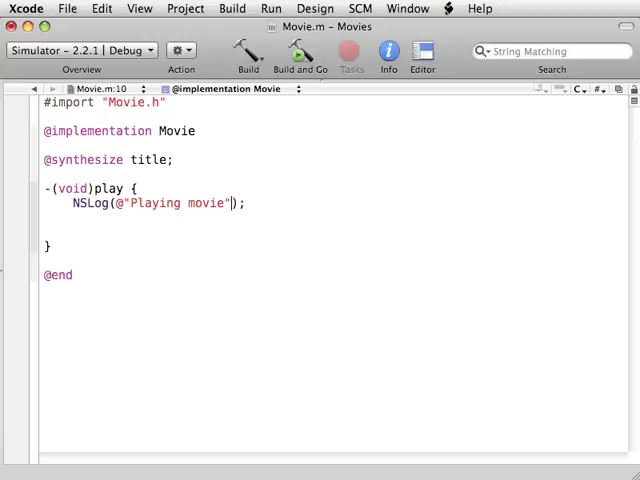 Xcode File Edit View Project Build Run Design SCM Window Help
Movie.m - Movies
Simulator - 2.2.1 | Debug
String Matching
Overview Action Build Build and Go Tasks Info Editor Search
Movie.m:10 @implementation Movie C #
#import "Movie.h"
@implementation Movie
@synthesize title;
-(void)play {
NSLog(@"Playing movie");
}
@end